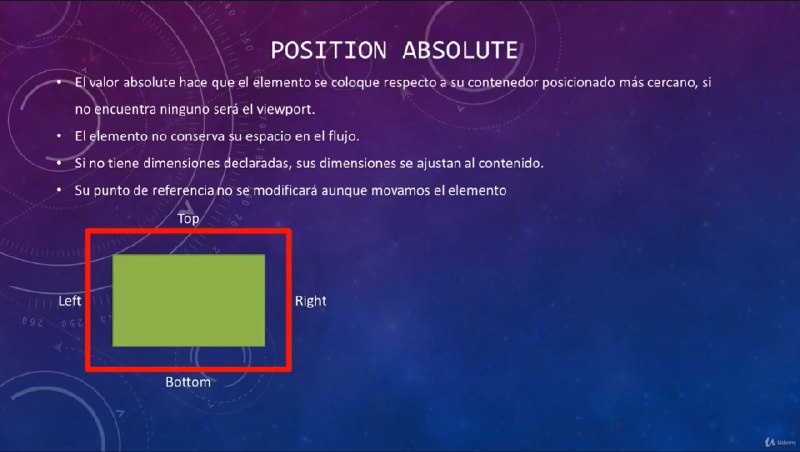 POSITION ABSOLUTE
• El valor absolute hace que el elemento se coloque respecto a su contenedor posicionado más cercano, si
no encuentra ninguno será el viewport.
• El elemento no conserva su espacio en el flujo.
• Si no tiene dimensiones declaradas, sus dimensiones se ajustan al contenido.
• Su punto de referencia no se modificará aunque movamos el elemento
Top
Left
Right
Bottom
260
Udemy